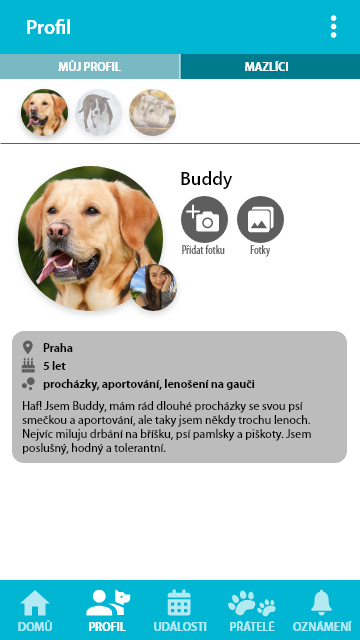 Profil
MŮJ PROFIL
MAZLÍCI
Buddy
Přidat fotku
Fotky
Praha
5 let
procházky, aportování, lenošení na gauči
Haf! Jsem Buddy, mám rád dlouhé procházky se svou psí
smečkou a aportování, ale taky jsem někdy trochu lenoch.
Nejvíc miluju drbání na bříšku, psí pamlsky a piškoty. Jsem
poslušný, hodný a tolerantní.
DOMŮ
PROFIL
UDÁLOSTI
PŘÁTELÉ
OZNÁMENÍ